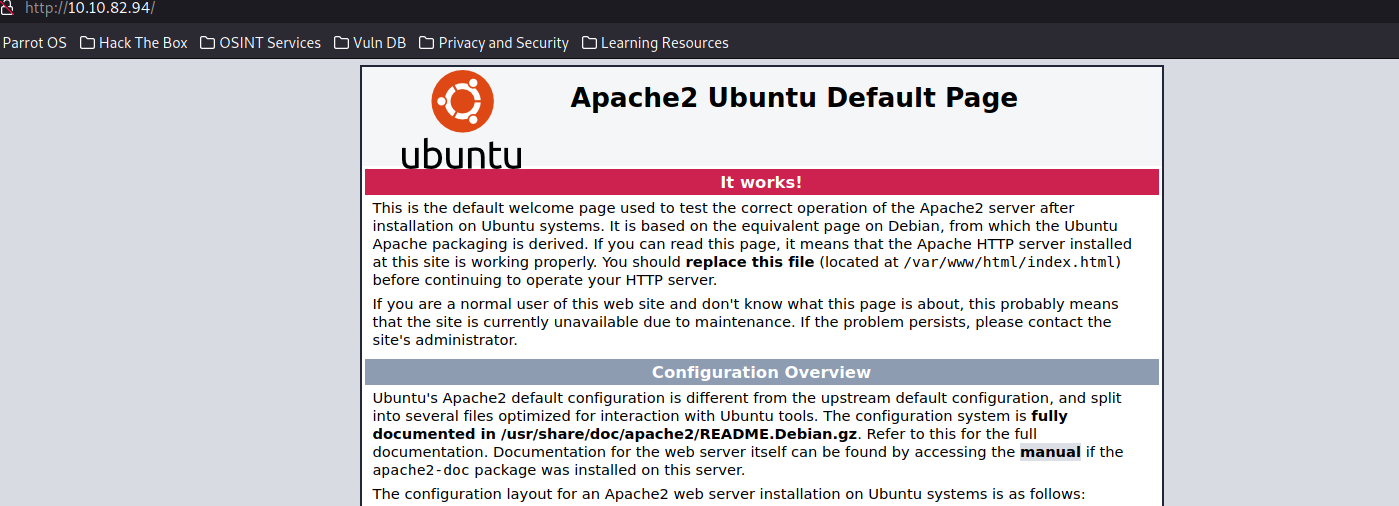 http://10.10.82.94/
Parrot OS Hack The Box OSINT Services Vuln DB Privacy and Security Learning Resources
ubuntu
Apache2 Ubuntu Default Page
It works!
This is the default welcome page used to test the correct operation of the Apache2 server after
installation on Ubuntu systems. It is based on the equivalent page on Debian, from which the Ubuntu
Apache packaging is derived. If you can read this page, it means that the Apache HTTP server installed
at this site is working properly. You should replace this file (located at /var/www/html/index.html)
before continuing to operate your HTTP server.
If you are a normal user of this web site and don't know what this page is about, this probably means
that the site is currently unavailable due to maintenance. If the problem persists, please contact the
site's administrator.
Configuration Overview
Ubuntu's Apache2 default configuration is different from the upstream default configuration, and split
into several files optimized for interaction with Ubuntu tools. The configuration system is fully
documented in /usr/share/doc/apache2/README.Debian.gz. Refer to this for the full
documentation. Documentation for the web server itself can be found by accessing the manual if the
apache2-doc package was installed on this server.
The configuration layout for an Apache2 web server installation on Ubuntu systems is as follows: